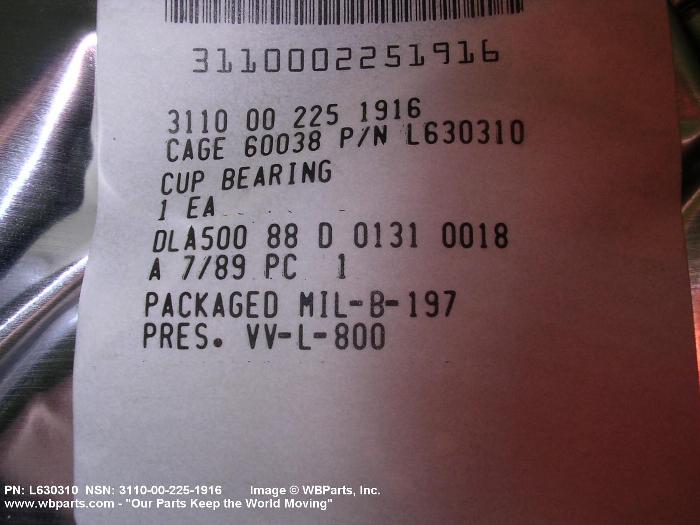 3110002251916
3110 00 225 1916
CAGE 60038 P/N L630310
CUP BEARING
1 EA
DLA500 88 D 0131 0018
A 7/89 PC 1
PACKAGED MIL-B-197
PRES. VV-L-800
PN: L630310 NSN: 3110-00-225-1916 Image © WBParts, Inc.
www.wbparts.com - "Our Parts Keep the World Moving"